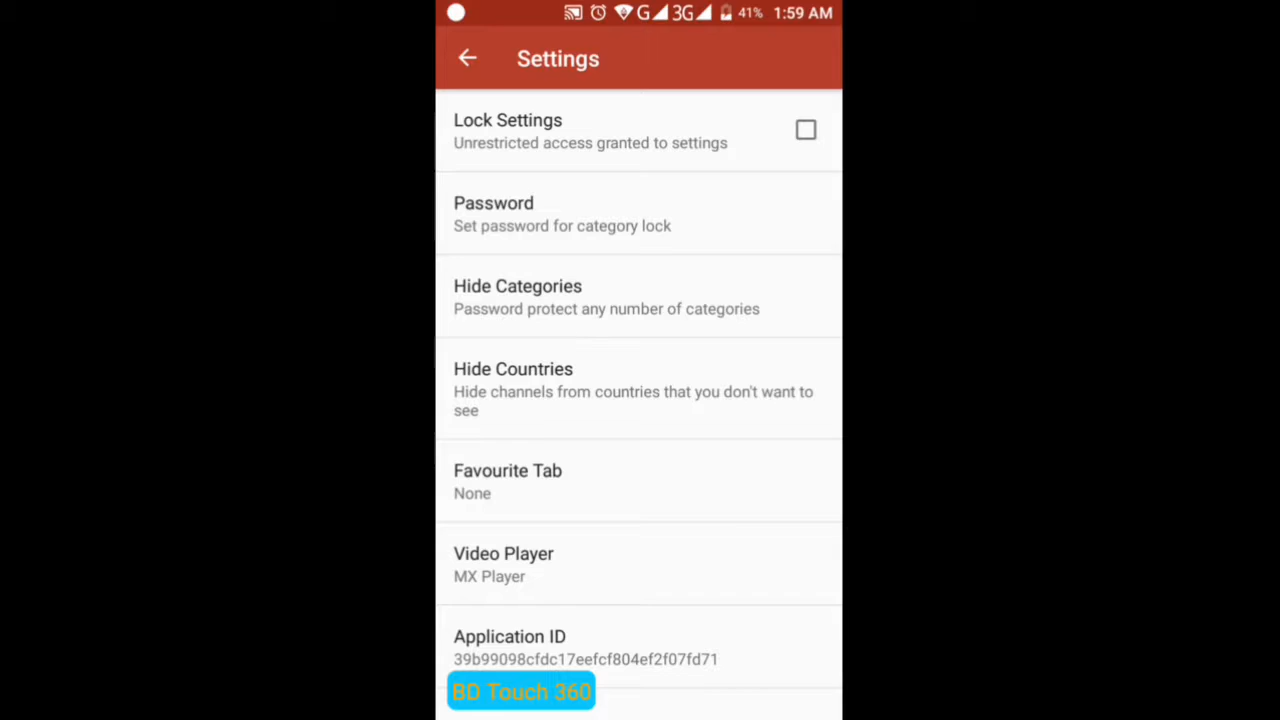 G 3G 41% 1:59 AM
Settings
Lock Settings
Unrestricted access granted to settings
Password
Set password for category lock
Hide Categories
Password protect any number of categories
Hide Countries
Hide channels from countries that you don't want to
see
Favourite Tab
None
Video Player
MX Player
Application ID
39b99098cfdc17eefcf804ef2f07fd71
BD Touch 360